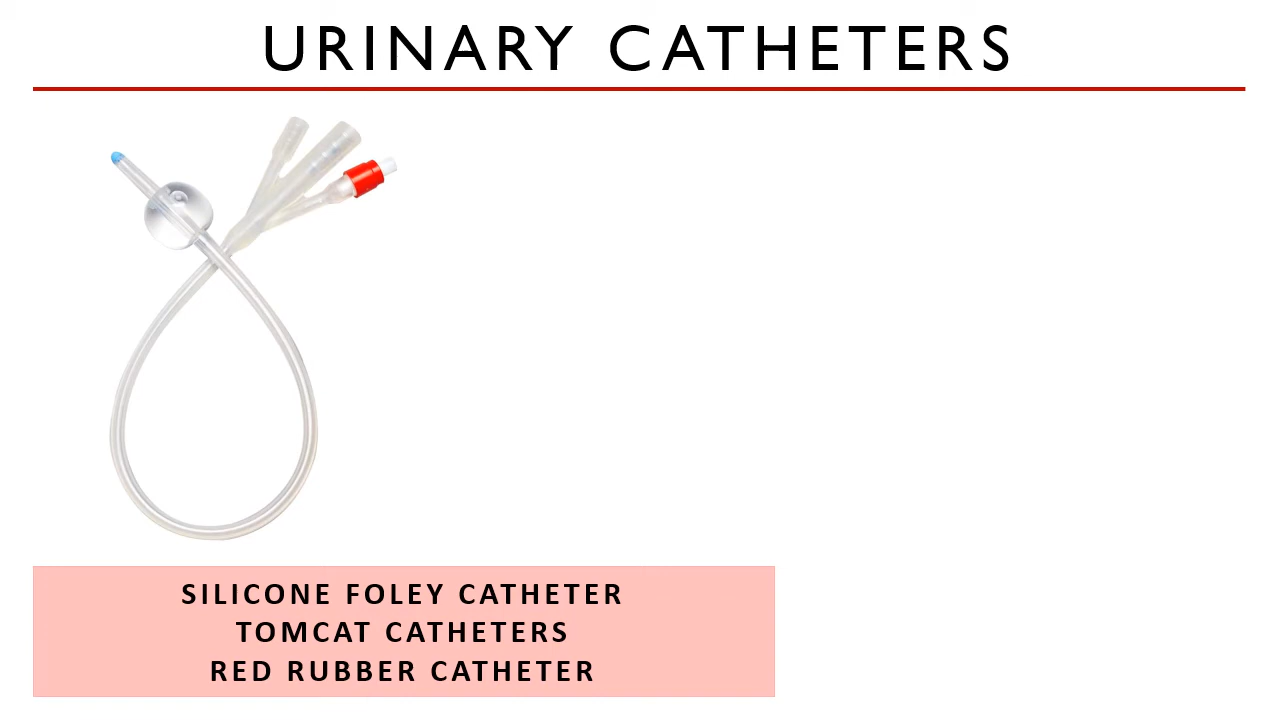 URINARY CATHETERS
SILICONE FOLEY CATHETER
TOMCAT CATHETERS
RED RUBBER CATHETER